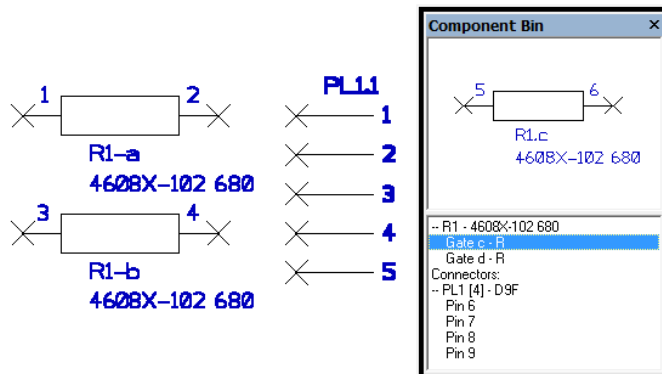 1 2
R1-a
4608X-102 680
3 4
R1-b
4608X-102 680
PL1.1
1
2
3
4
5
Component Bin ×
5 6
R1.c
4608X-102 680
-- R1 - 4608X-102 680
Gate c - R
Gate d - R
Connectors:
-- PL1 [4] - D9F
Pin 6
Pin 7
Pin 8
Pin 9